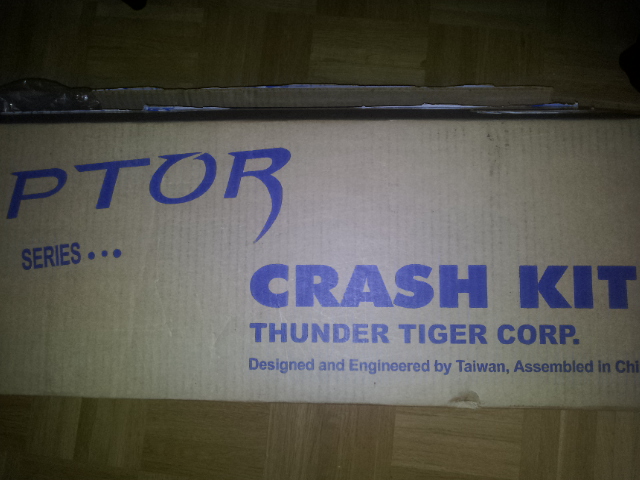 PTOR
SERIES •••
CRASH KIT
THUNDER TIGER CORP.
Designed and Engineered by Taiwan, Assembled in Chi